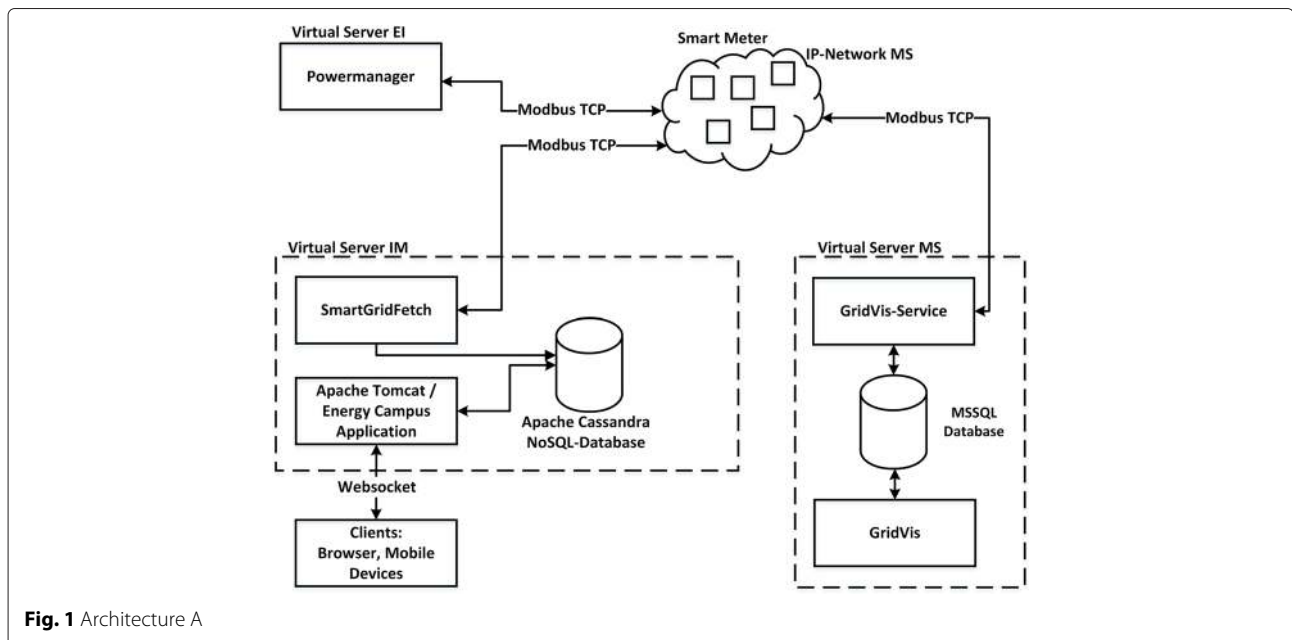 Virtual Server EI
Powermanager
Smart Meter
IP-Network MS
Modbus TCP
Modbus TCP
Modbus TCP
Virtual Server IM
SmartGridFetch
Apache Tomcat /
Energy Campus
Application
Apache Cassandra
NoSQL-Database
Websocket
Clients:
Browser, Mobile
Devices
Virtual Server MS
GridVis-Service
MSSQL
Database
GridVis
Fig. 1 Architecture A